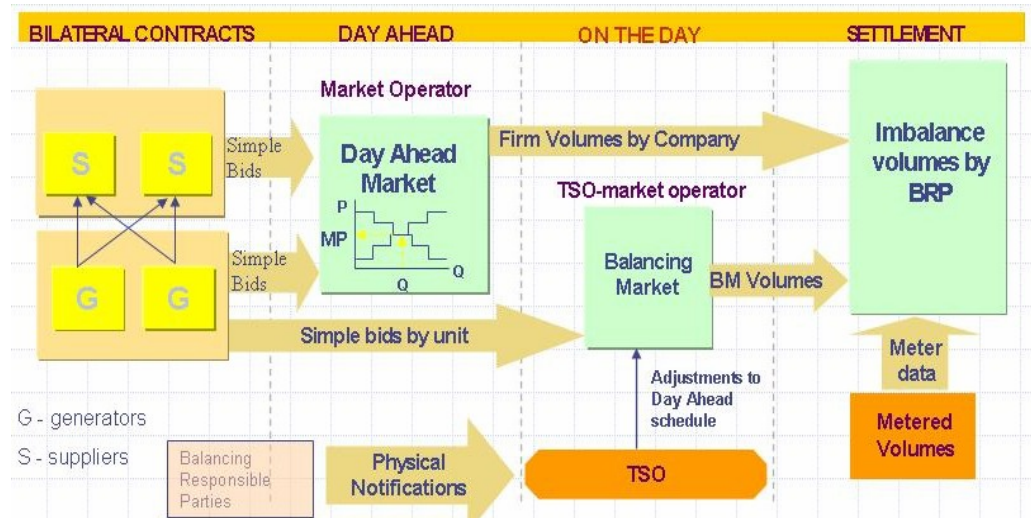 BILATERAL CONTRACTS
DAY AHEAD
ON THE DAY
SETTLEMENT
Market Operator
S
S
Simple
Bids
Day Ahead
Market
P
MP
Q
Q
Firm Volumes by Company
Imbalance
volumes by
BRP
TSO-market operator
G
G
Simple
Bids
Balancing
Market
BM Volumes
Simple bids by unit
Meter
data
Adjustments to
Day Ahead
schedule
G - generators
S - suppliers
Balancing
Responsible
Parties
Physical
Notifications
TSO
Metered
Volumes